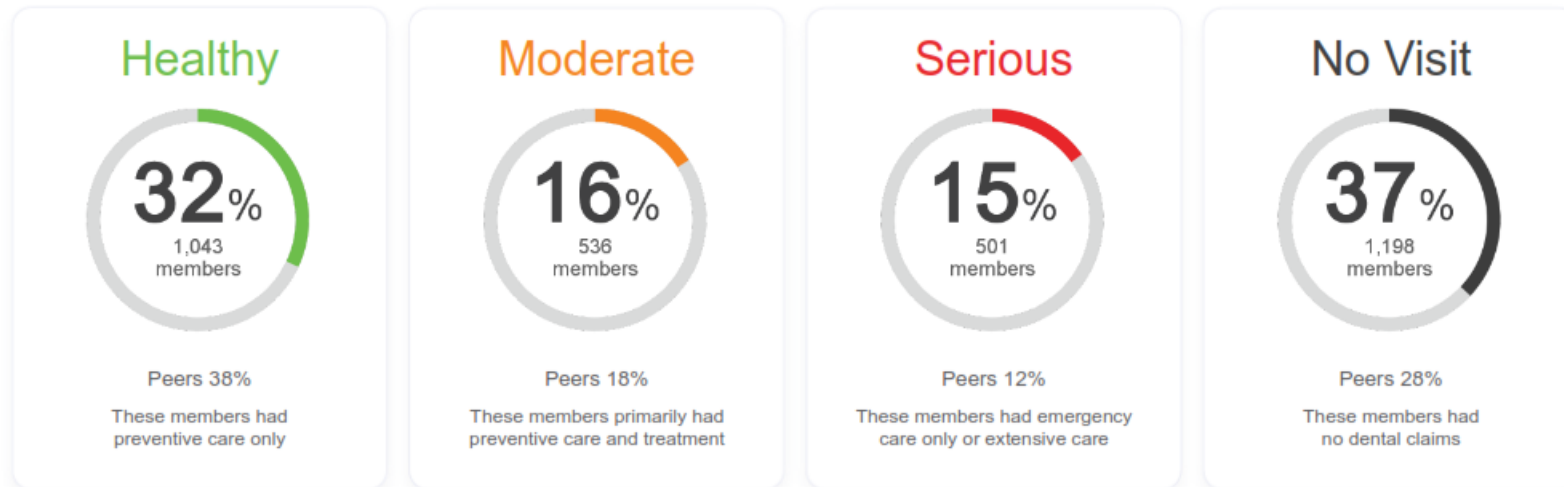 Healthy
32%
1,043
members
Peers 38%
These members had
preventive care only
Moderate
16%
536
members
Peers 18%
These members primarily had
preventive care and treatment
Serious
15%
501
members
Peers 12%
These members had emergency
care only or extensive care
No Visit
37%
1,198
members
Peers 28%
These members had
no dental claims